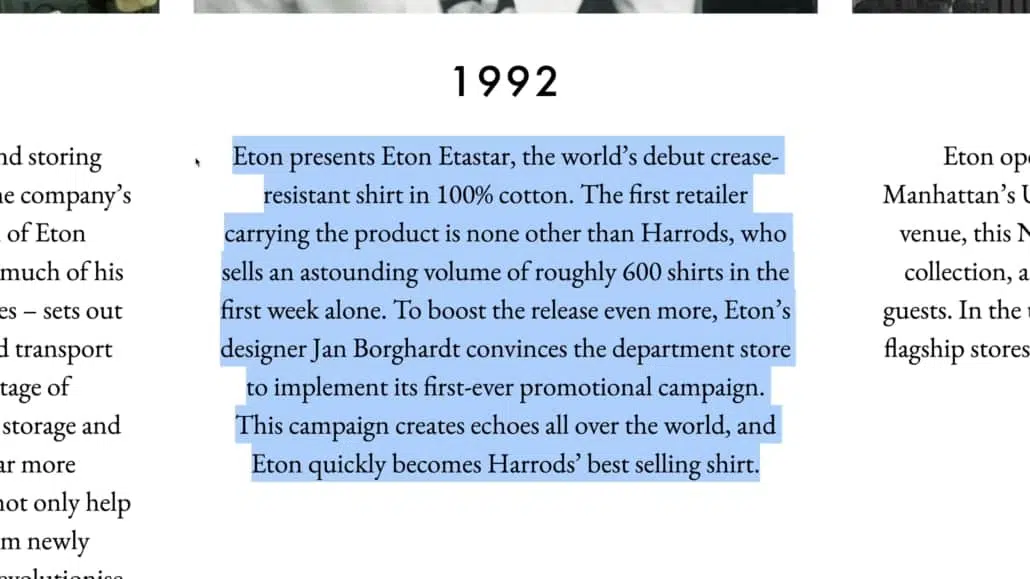 1992
nd storing
e company's
of Eton
much of his
es – sets out
d transport
tage of
storage and
ar more
not only help
m newly
Eton presents Eton Etastar, the world's debut crease-
resistant shirt in 100% cotton. The first retailer
carrying the product is none other than Harrods, who
sells an astounding volume of roughly 600 shirts in the
first week alone. To boost the release even more, Eton's
designer Jan Borghardt convinces the department store
to implement its first-ever promotional campaign.
This campaign creates echoes all over the world, and
Eton quickly becomes Harrods' best selling shirt.
Eton op
Manhattan's U
venue, this N
collection, a
guests. In the
flagship stores